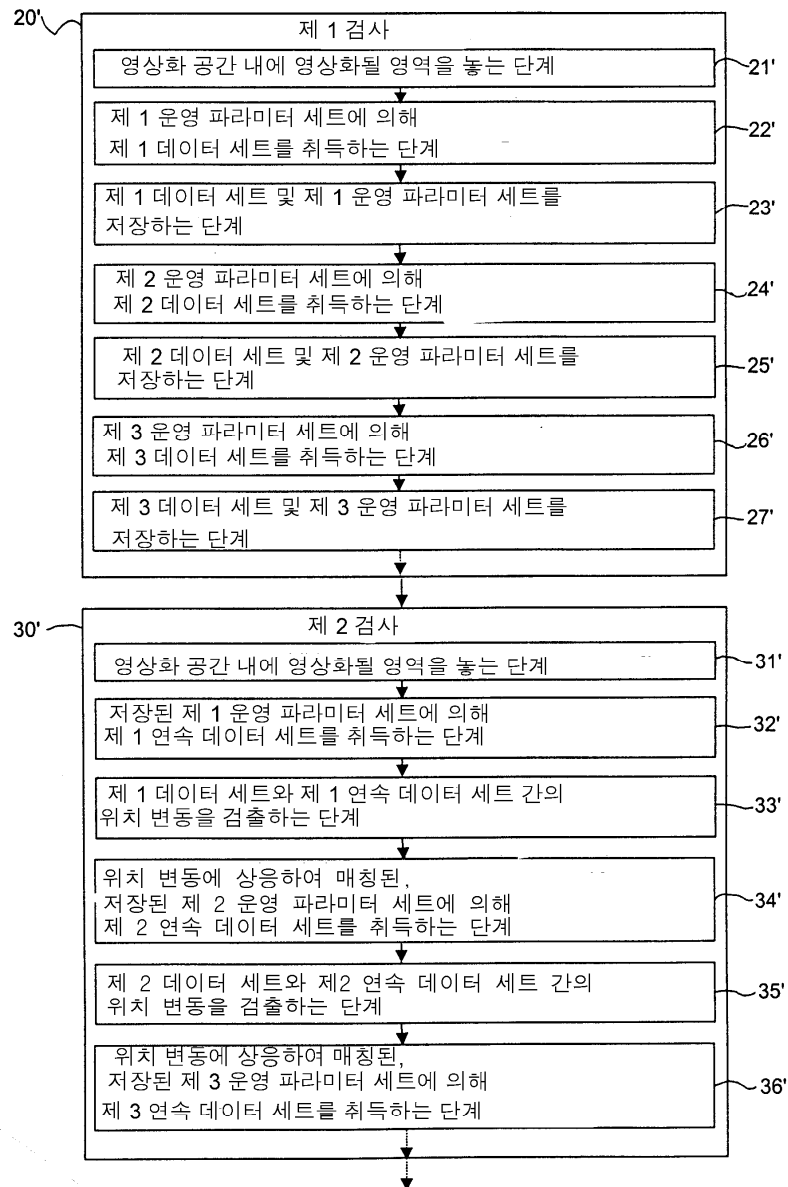 20'
제 1 검사
영상화 공간 내에 영상화될 영역을 놓는 단계
21'
제 1 운영 파라미터 세트에 의해
제 1 데이터 세트를 취득하는 단계
22'
제 1 데이터 세트 및 제 1 운영 파라미터 세트를
저장하는 단계
23'
제 2 운영 파라미터 세트에 의해
제 2 데이터 세트를 취득하는 단계
24'
제 2 데이터 세트 및 제 2 운영 파라미터 세트를
저장하는 단계
25'
제 3 운영 파라미터 세트에 의해
제 3 데이터 세트를 취득하는 단계
26'
제 3 데이터 세트 및 제 3 운영 파라미터 세트를
저장하는 단계
27'
30'
제 2 검사
영상화 공간 내에 영상화될 영역을 놓는 단계
31'
저장된 제 1 운영 파라미터 세트에 의해
제 1 연속 데이터 세트를 취득하는 단계
32'
제 1 데이터 세트와 제 1 연속 데이터 세트 간의
위치 변동을 검출하는 단계
33'
위치 변동에 상응하여 매칭된,
저장된 제 2 운영 파라미터 세트에 의해
제 2 연속 데이터 세트를 취득하는 단계
34'
제 2 데이터 세트와 제2 연속 데이터 세트 간의
위치 변동을 검출하는 단계
35'
위치 변동에 상응하여 매칭된,
저장된 제 3 운영 파라미터 세트에 의해
제 3 연속 데이터 세트를 취득하는 단계
36'